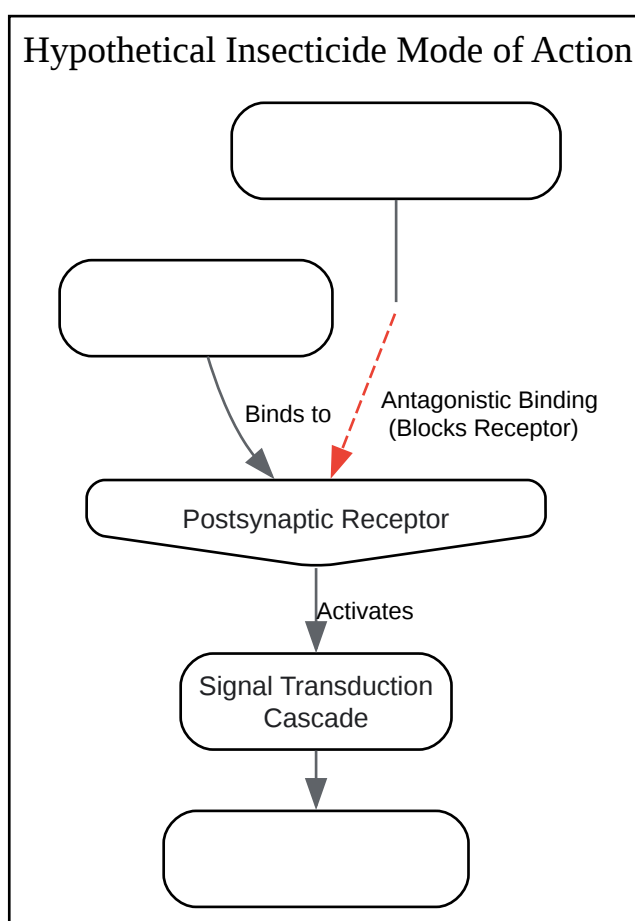 Hypothetical Insecticide Mode of Action
Binds to
Antagonistic Binding
(Blocks Receptor)
Postsynaptic Receptor
Activates
Signal Transduction
Cascade